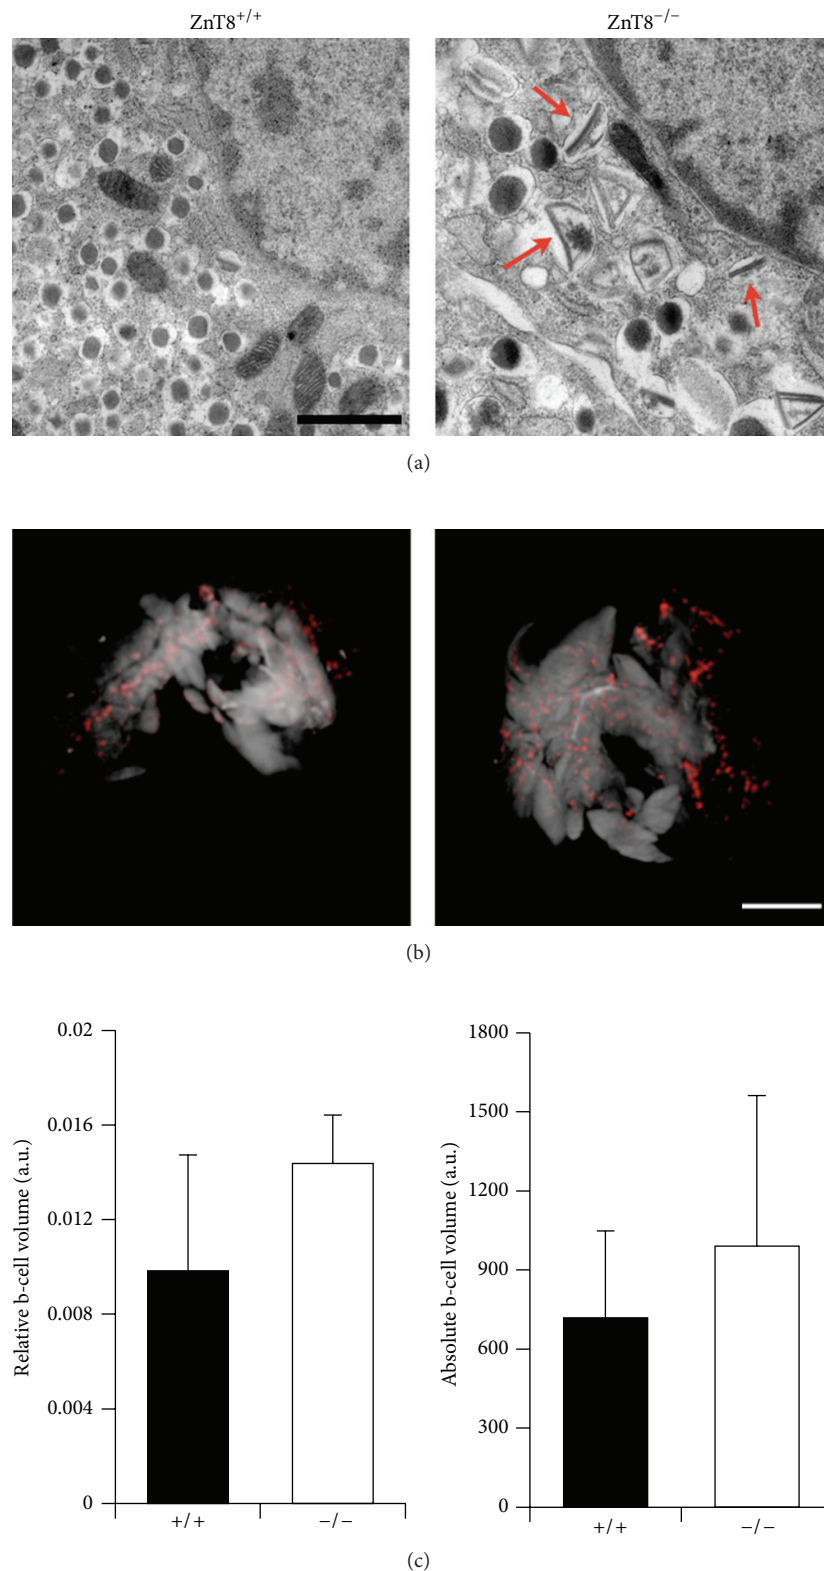 ZnT8+/+
ZnT8−/−
(a)
(b)
0.02
0.016
0.012
0.008
0.004
0
Relative b-cell volume (a.u.)
+/+
−/−
1800
1500
1200
900
600
300
0
Absolute b-cell volume (a.u.)
+/+
−/−
(c)